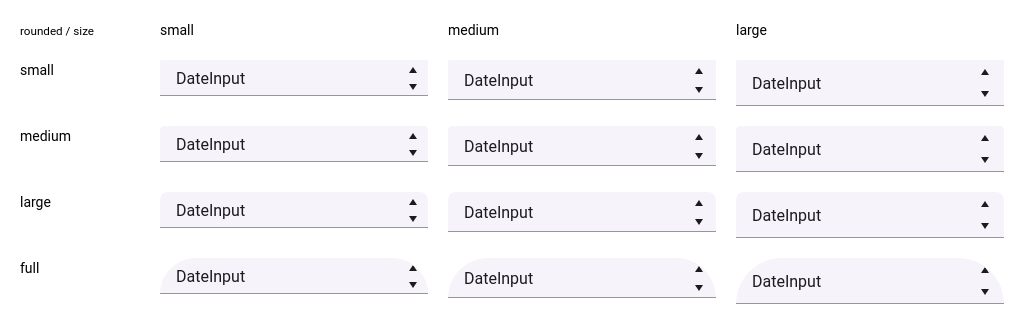 rounded / size small medium large
small DateInput DateInput DateInput
medium DateInput DateInput DateInput
large DateInput DateInput DateInput
full DateInput DateInput DateInput